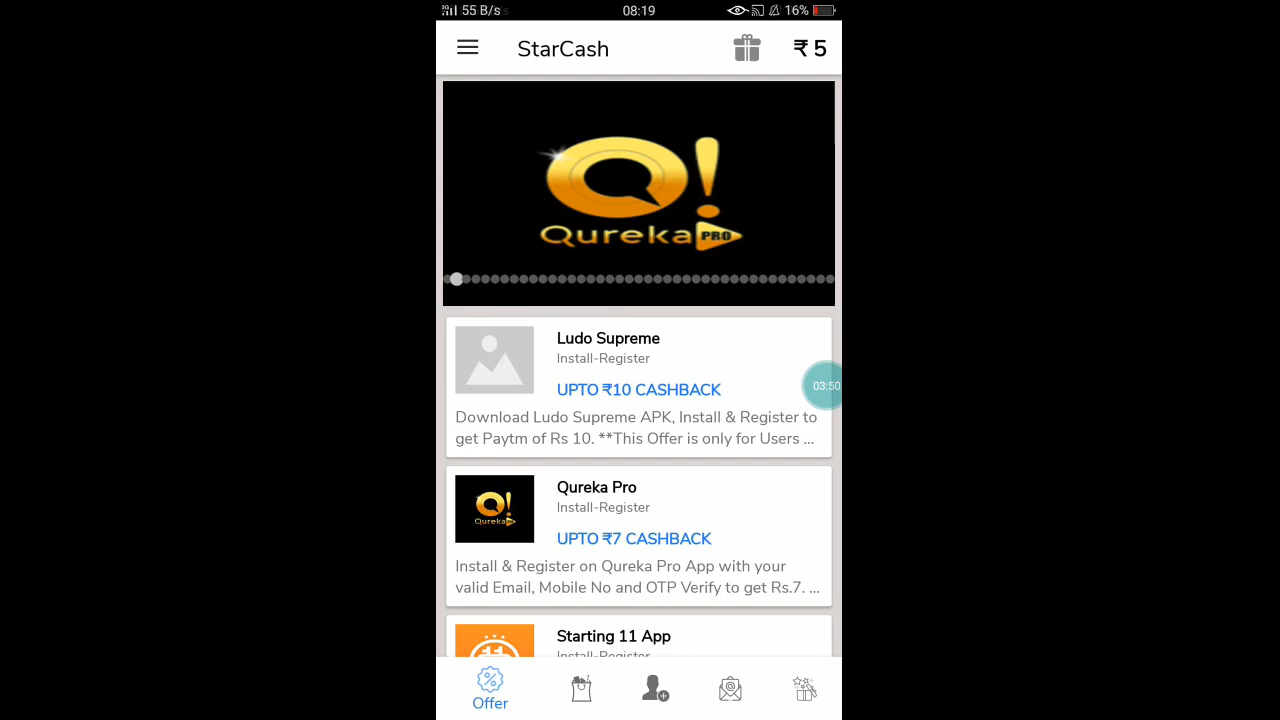 3G 55 B/s 08:19 16%
StarCash ₹ 5
Q!
Qureka PRO
Ludo Supreme
Install-Register
UPTO ₹10 CASHBACK
03:50
Download Ludo Supreme APK, Install & Register to
get Paytm of Rs 10. **This Offer is only for Users ...
Q!
Qureka PRO
Qureka Pro
Install-Register
UPTO ₹7 CASHBACK
Install & Register on Qureka Pro App with your
valid Email, Mobile No and OTP Verify to get Rs.7. ...
11
Starting 11 App
Install-Register
Offer